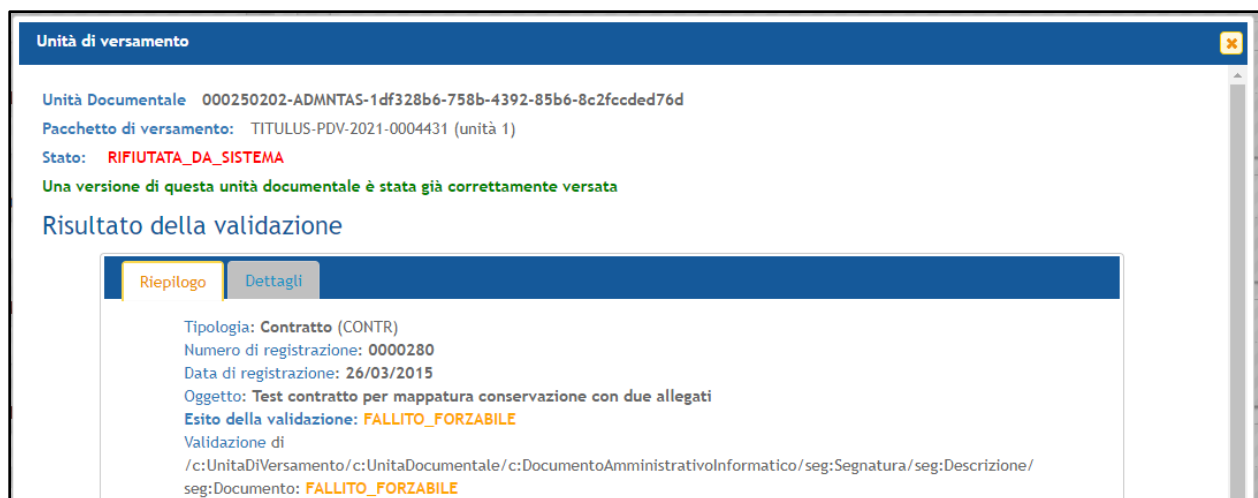 Unità di versamento
Unità Documentale 000250202-ADMNTAS-1df328b6-758b-4392-85b6-8c2fccded76d
Pacchetto di versamento: TITULUS-PDV-2021-0004431 (unità 1)
Stato: RIFIUTATA_DA_SISTEMA
Una versione di questa unità documentale è stata già correttamente versata
Risultato della validazione
Riepilogo Dettagli
Tipologia: Contratto (CONTR)
Numero di registrazione: 0000280
Data di registrazione: 26/03/2015
Oggetto: Test contratto per mappatura conservazione con due allegati
Esito della validazione: FALLITO_FORZABILE
Validazione di
/c:UnitaDiVersamento/c:UnitaDocumentale/c:DocumentoAmministrativoInformatico/seg:Segnatura/seg:Descrizione/
seg:Documento: FALLITO_FORZABILE